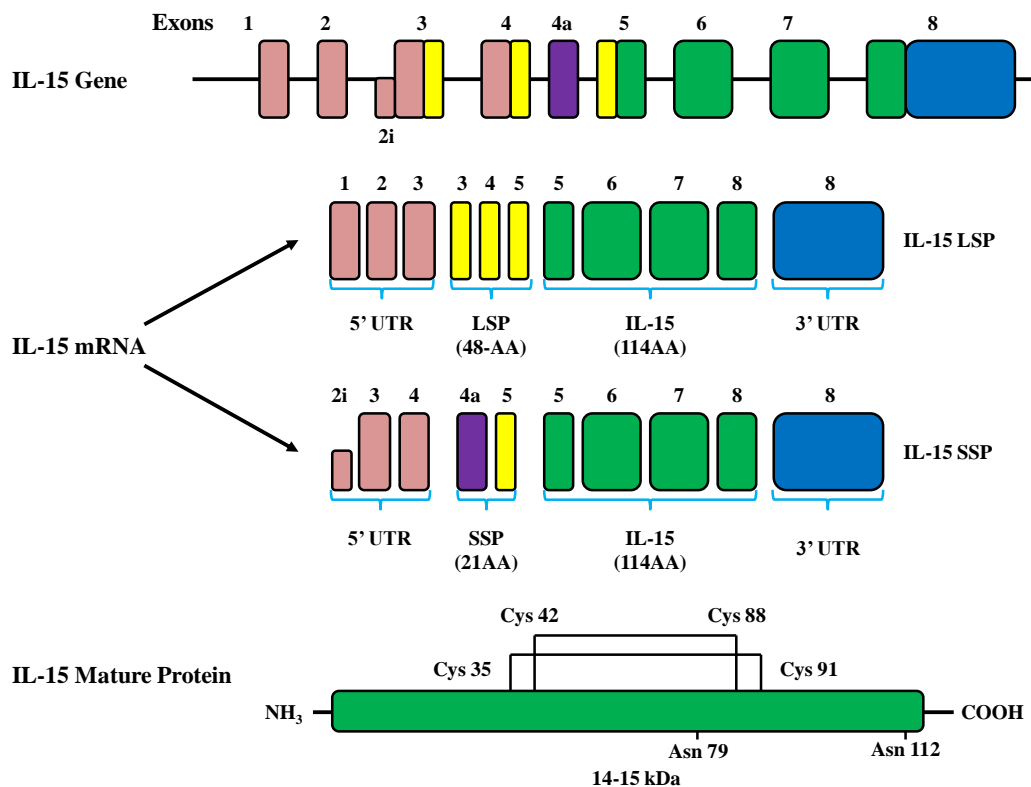 Exons 1 2 3 4 4a 5 6 7 8
IL-15 Gene
2i
1 2 3 3 4 5 5 6 7 8 8
IL-15 LSP
5’ UTR LSP IL-15 3’ UTR
(48-AA) (114AA)
IL-15 mRNA
2i 3 4 4a 5 5 6 7 8 8
IL-15 SSP
5’ UTR SSP IL-15 3’ UTR
(21AA) (114AA)
Cys 42 Cys 88
IL-15 Mature Protein Cys 35 Cys 91
NH3 COOH
Asn 79 Asn 112
14-15 kDa